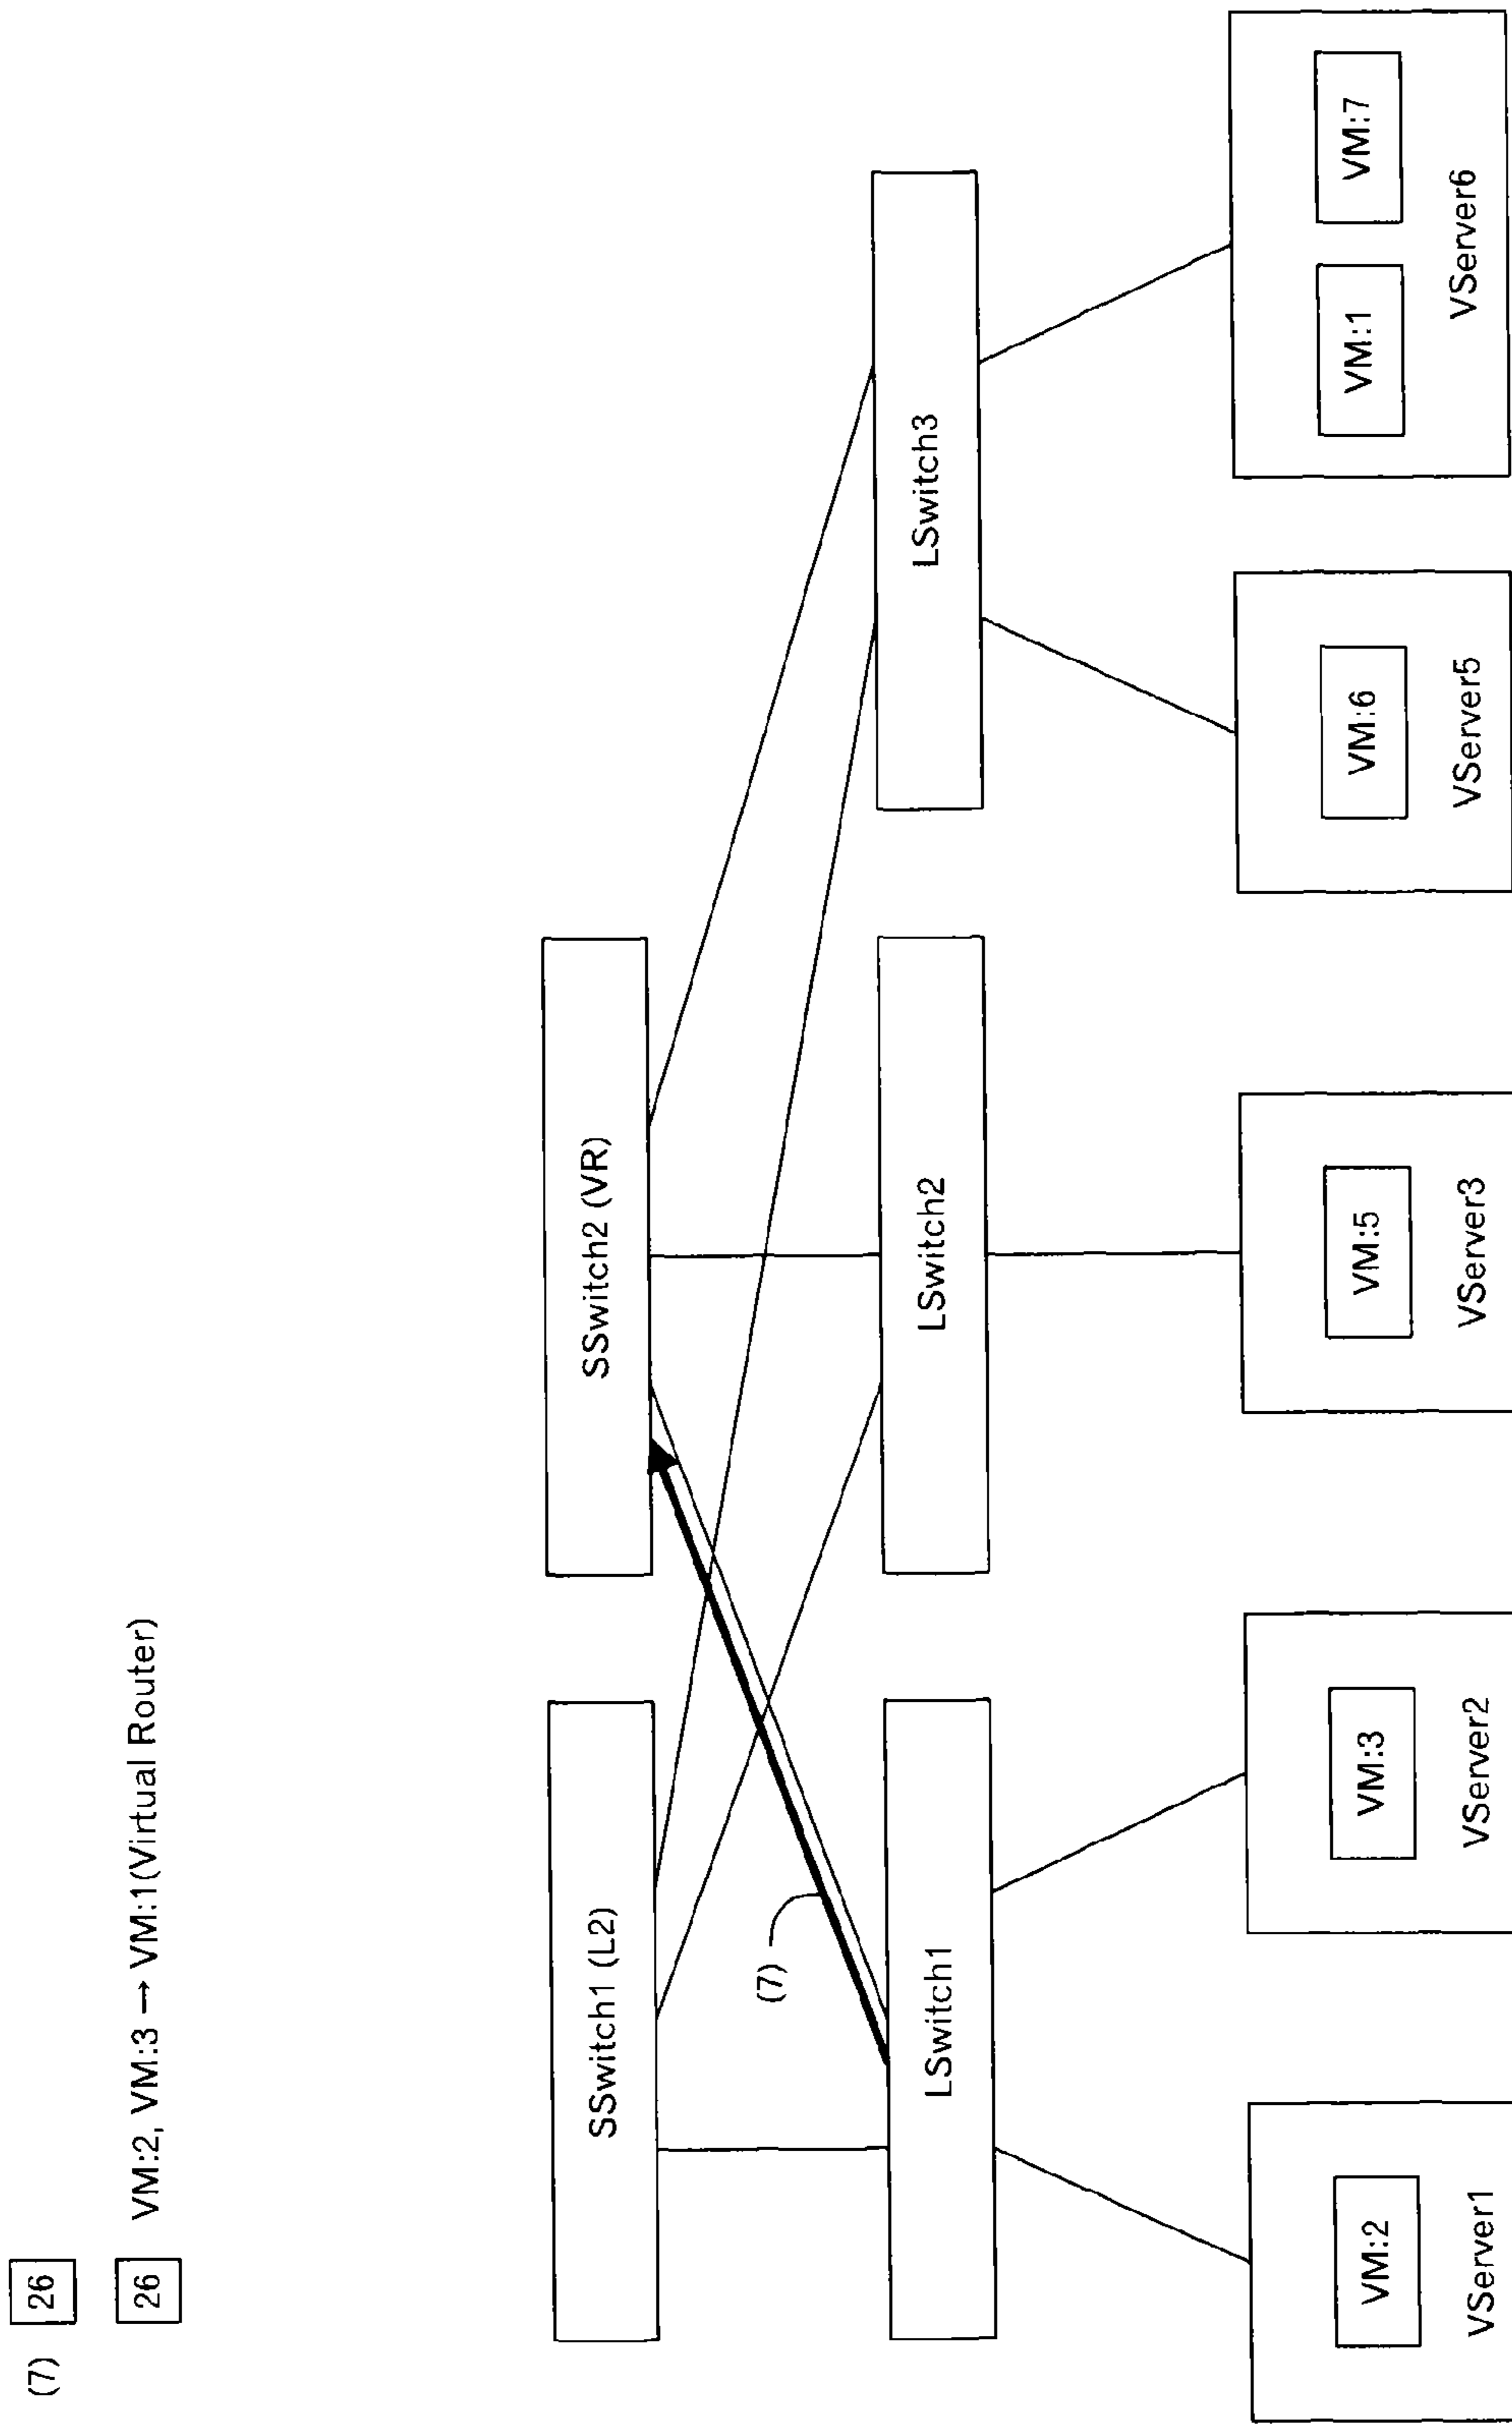 (7) 26
26 VM:2, VM:3 → VM:1(Virtual Router)
SSwitch1 (L2)
SSwitch2 (VR)
(7)
LSwitch1
LSwitch2
LSwitch3
VM:2
VM:3
VM:5
VM:6
VM:1
VM:7
VServer1
VServer2
VServer3
VServer5
VServer6